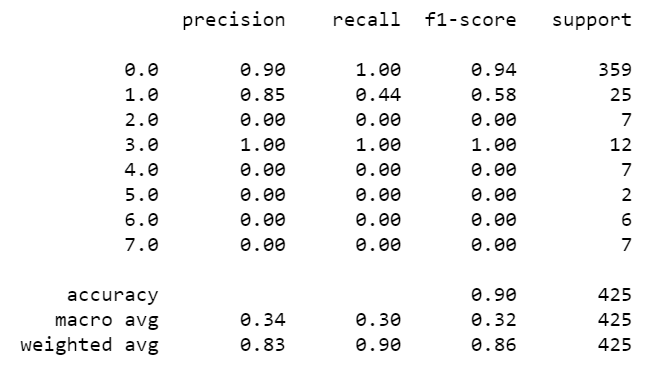 precision recall f1-score support
0.0 0.90 1.00 0.94 359
1.0 0.85 0.44 0.58 25
2.0 0.00 0.00 0.00 7
3.0 1.00 1.00 1.00 12
4.0 0.00 0.00 0.00 7
5.0 0.00 0.00 0.00 2
6.0 0.00 0.00 0.00 6
7.0 0.00 0.00 0.00 7
accuracy 0.90 425
macro avg 0.34 0.30 0.32 425
weighted avg 0.83 0.90 0.86 425